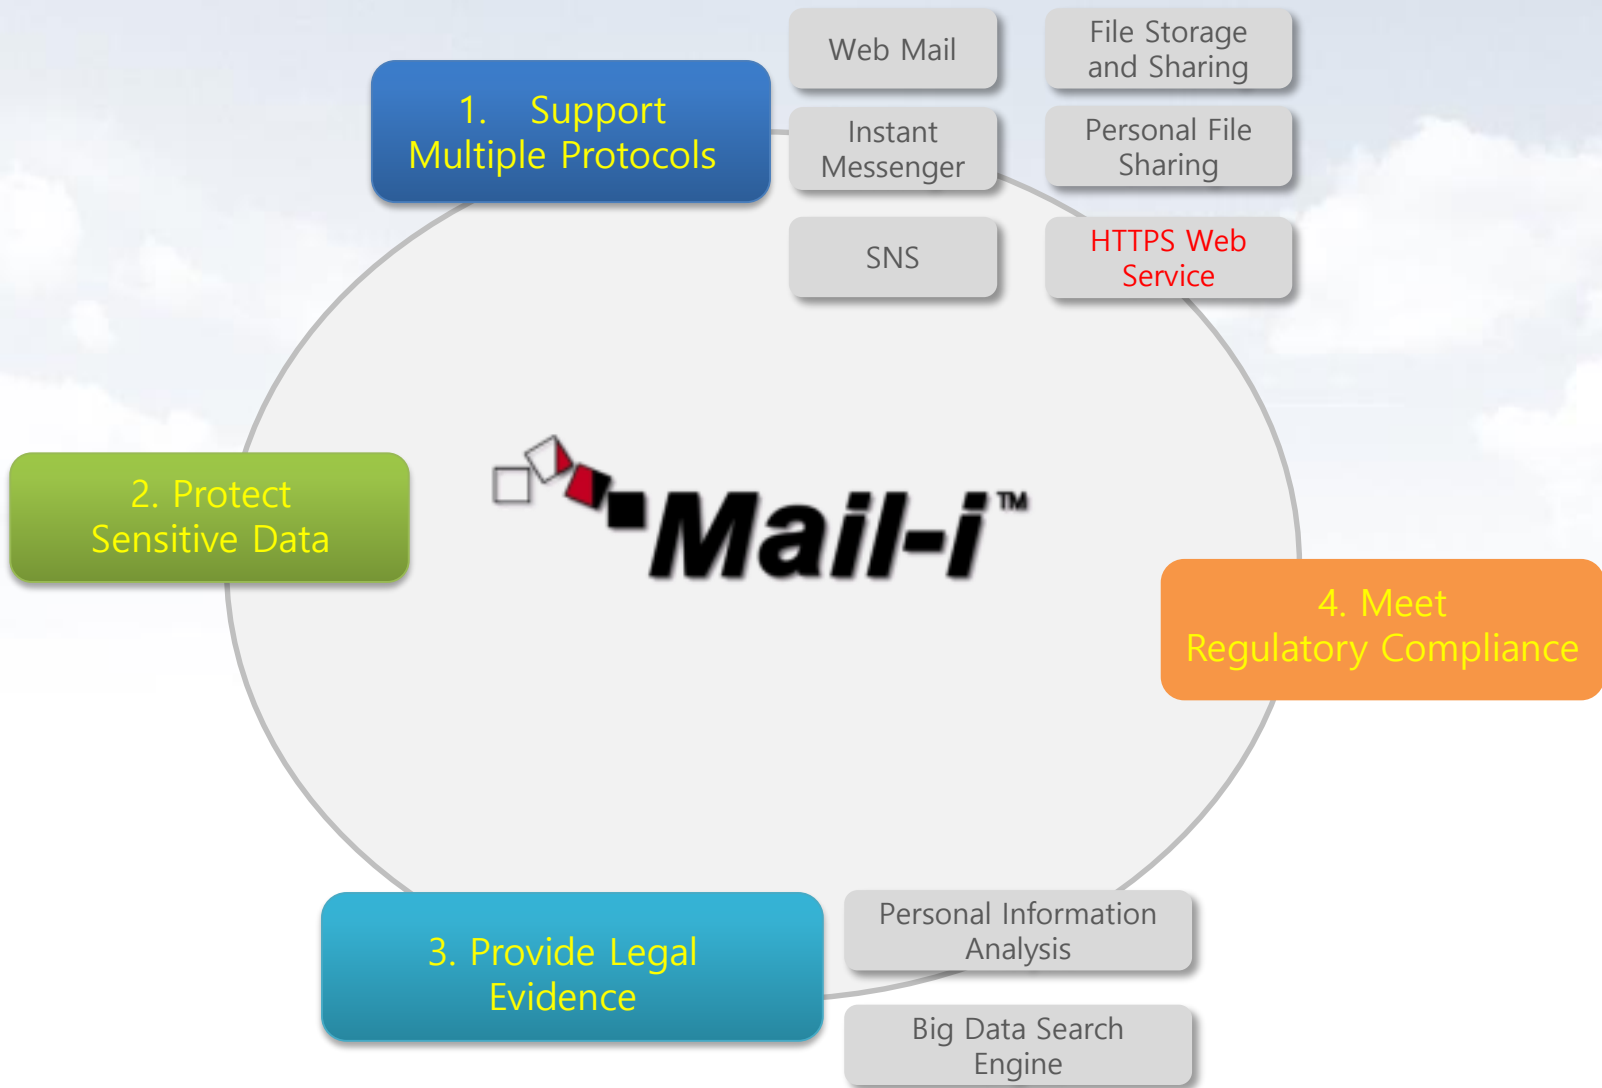 1. Support
Multiple Protocols
Web Mail
File Storage
and Sharing
Instant
Messenger
Personal File
Sharing
SNS
HTTPS Web
Service
2. Protect
Sensitive Data
Mail-i™
4. Meet
Regulatory Compliance
3. Provide Legal
Evidence
Personal Information
Analysis
Big Data Search
Engine